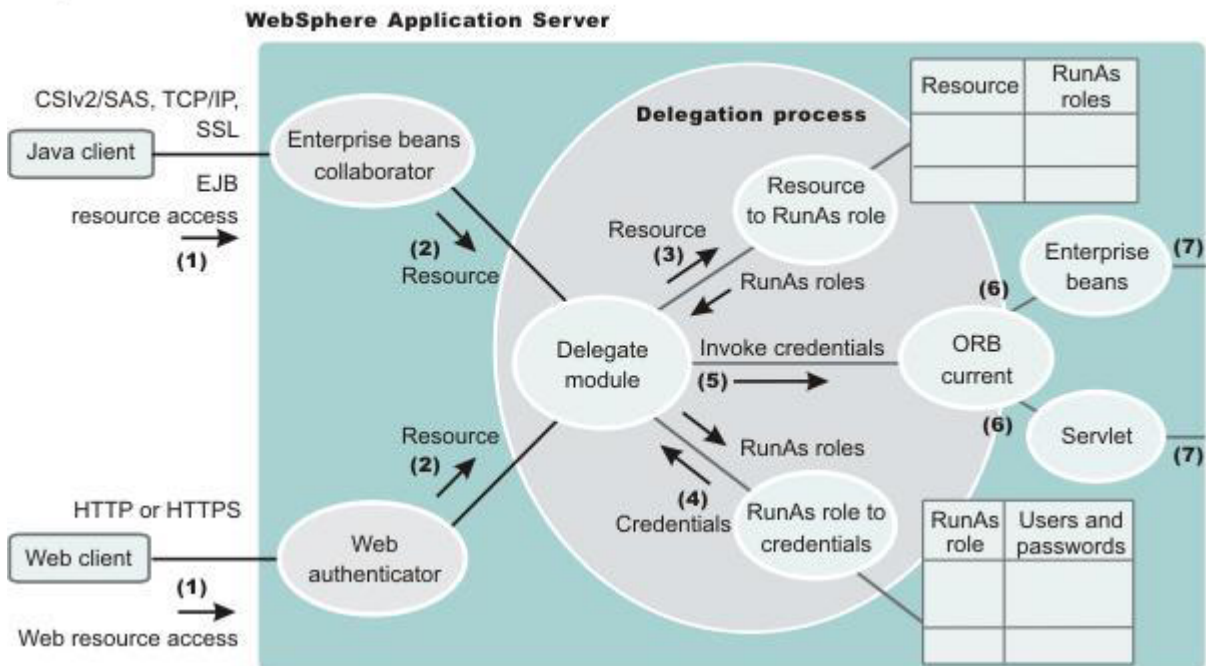 WebSphere Application Server
CSIv2/SAS, TCP/IP,
SSL
Java client
EJB
resource access
(1)
Enterprise beans
collaborator
(2)
Resource
Delegation process
Resource
to RunAs role
Resource
RunAs
roles
Resource
(3)
RunAs roles
Enterprise
beans
(7)
(6)
Delegate
module
Invoke credentials
(5)
ORB
current
(6)
Servlet
(7)
Resource
(2)
RunAs roles
(4)
Credentials
RunAs role to
credentials
RunAs
role
Users and
passwords
HTTP or HTTPS
Web client
(1)
Web resource access
Web
authenticator